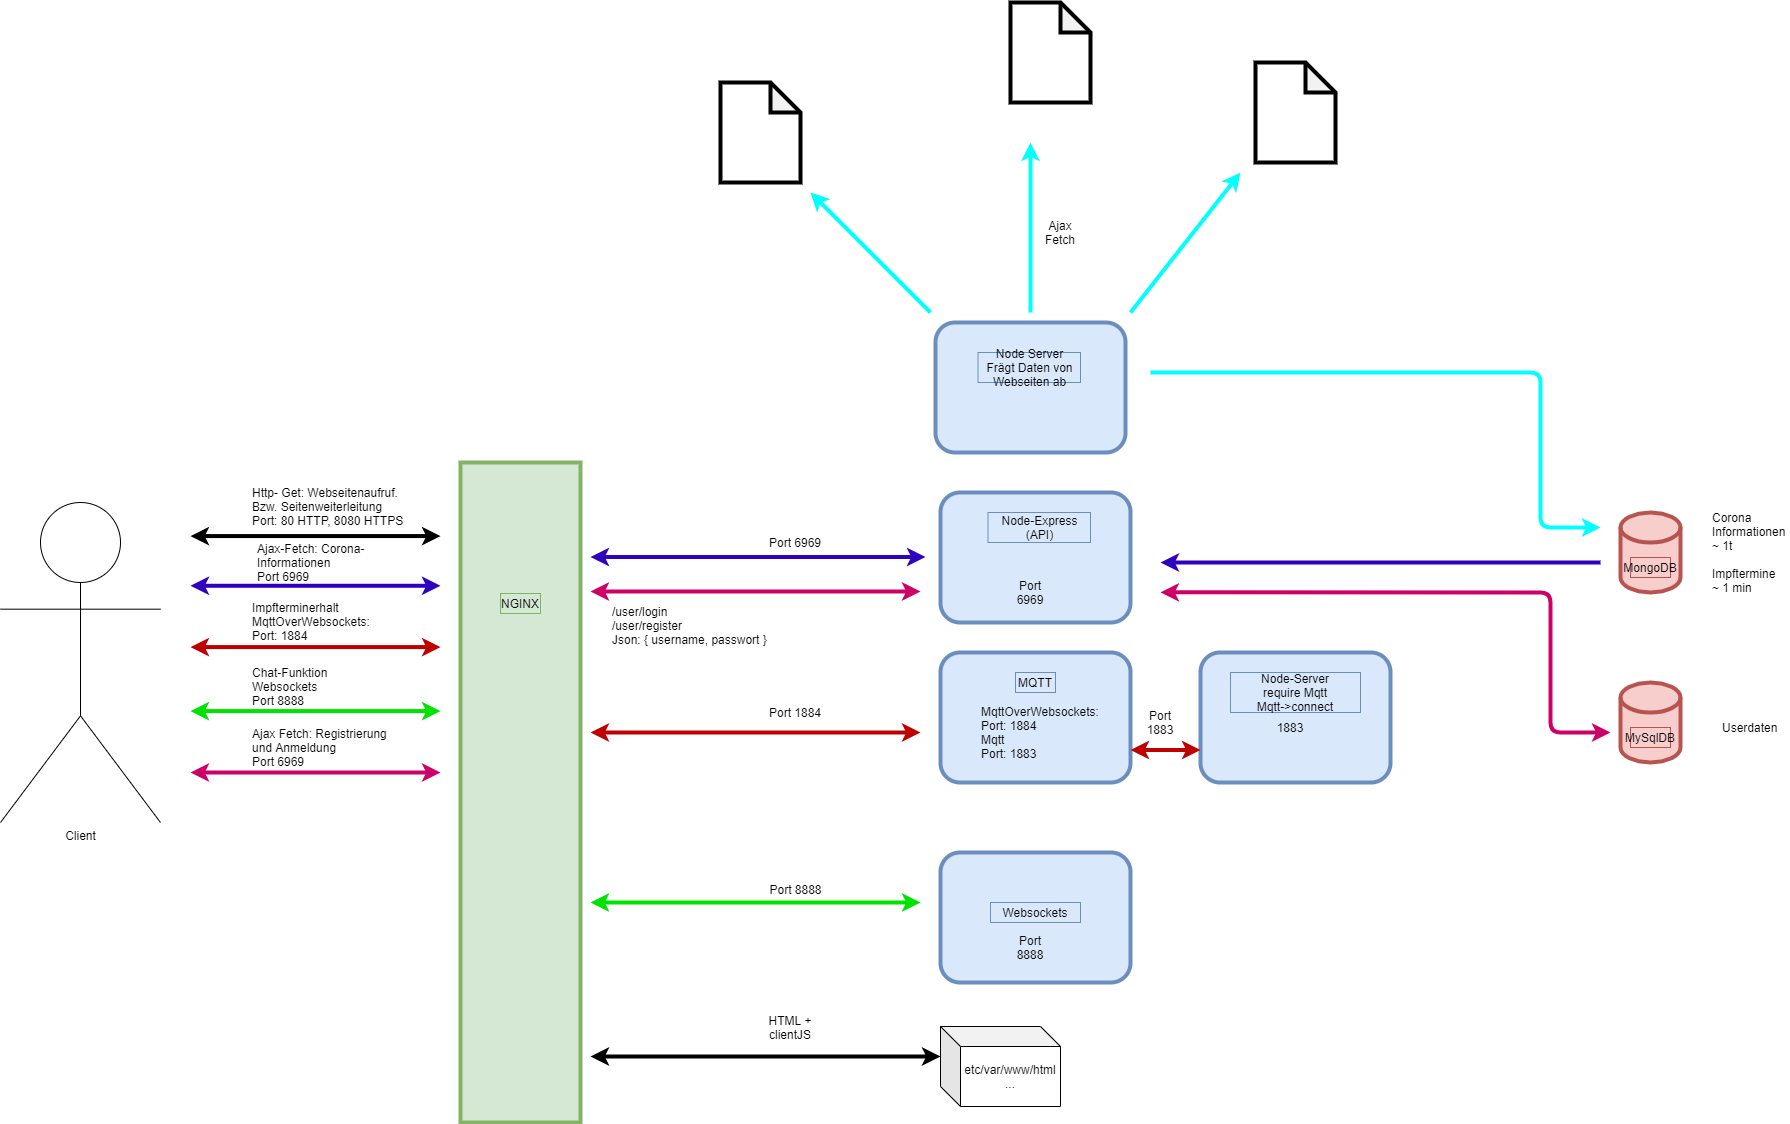 Ajax
Fetch
Node Server
Frägt Daten von
Webseiten ab
Http- Get: Webseitenaufruf.
Bzw. Seitenweiterleitung
Port: 80 HTTP, 8080 HTTPS
Ajax-Fetch: Corona-
Informationen
Port 6969
Impfterminerhalt
MqttOverWebsockets:
Port: 1884
Chat-Funktion
Websockets
Port 8888
Ajax Fetch: Registrierung
und Anmeldung
Port 6969
Client
NGINX
Port 6969
/user/login
/user/register
Json: { username, passwort }
Port 1884
Port 8888
HTML +
clientJS
Node-Express
(API)
Port
6969
MQTT
MqttOverWebsockets:
Port: 1884
Mqtt
Port: 1883
Port
1883
Node-Server
require Mqtt
Mqtt->connect
1883
Websockets
Port
8888
etc/var/www/html
...
MongoDB
Corona
Informationen
~ 1t
Impftermine
~ 1 min
MySqlDB
Userdaten